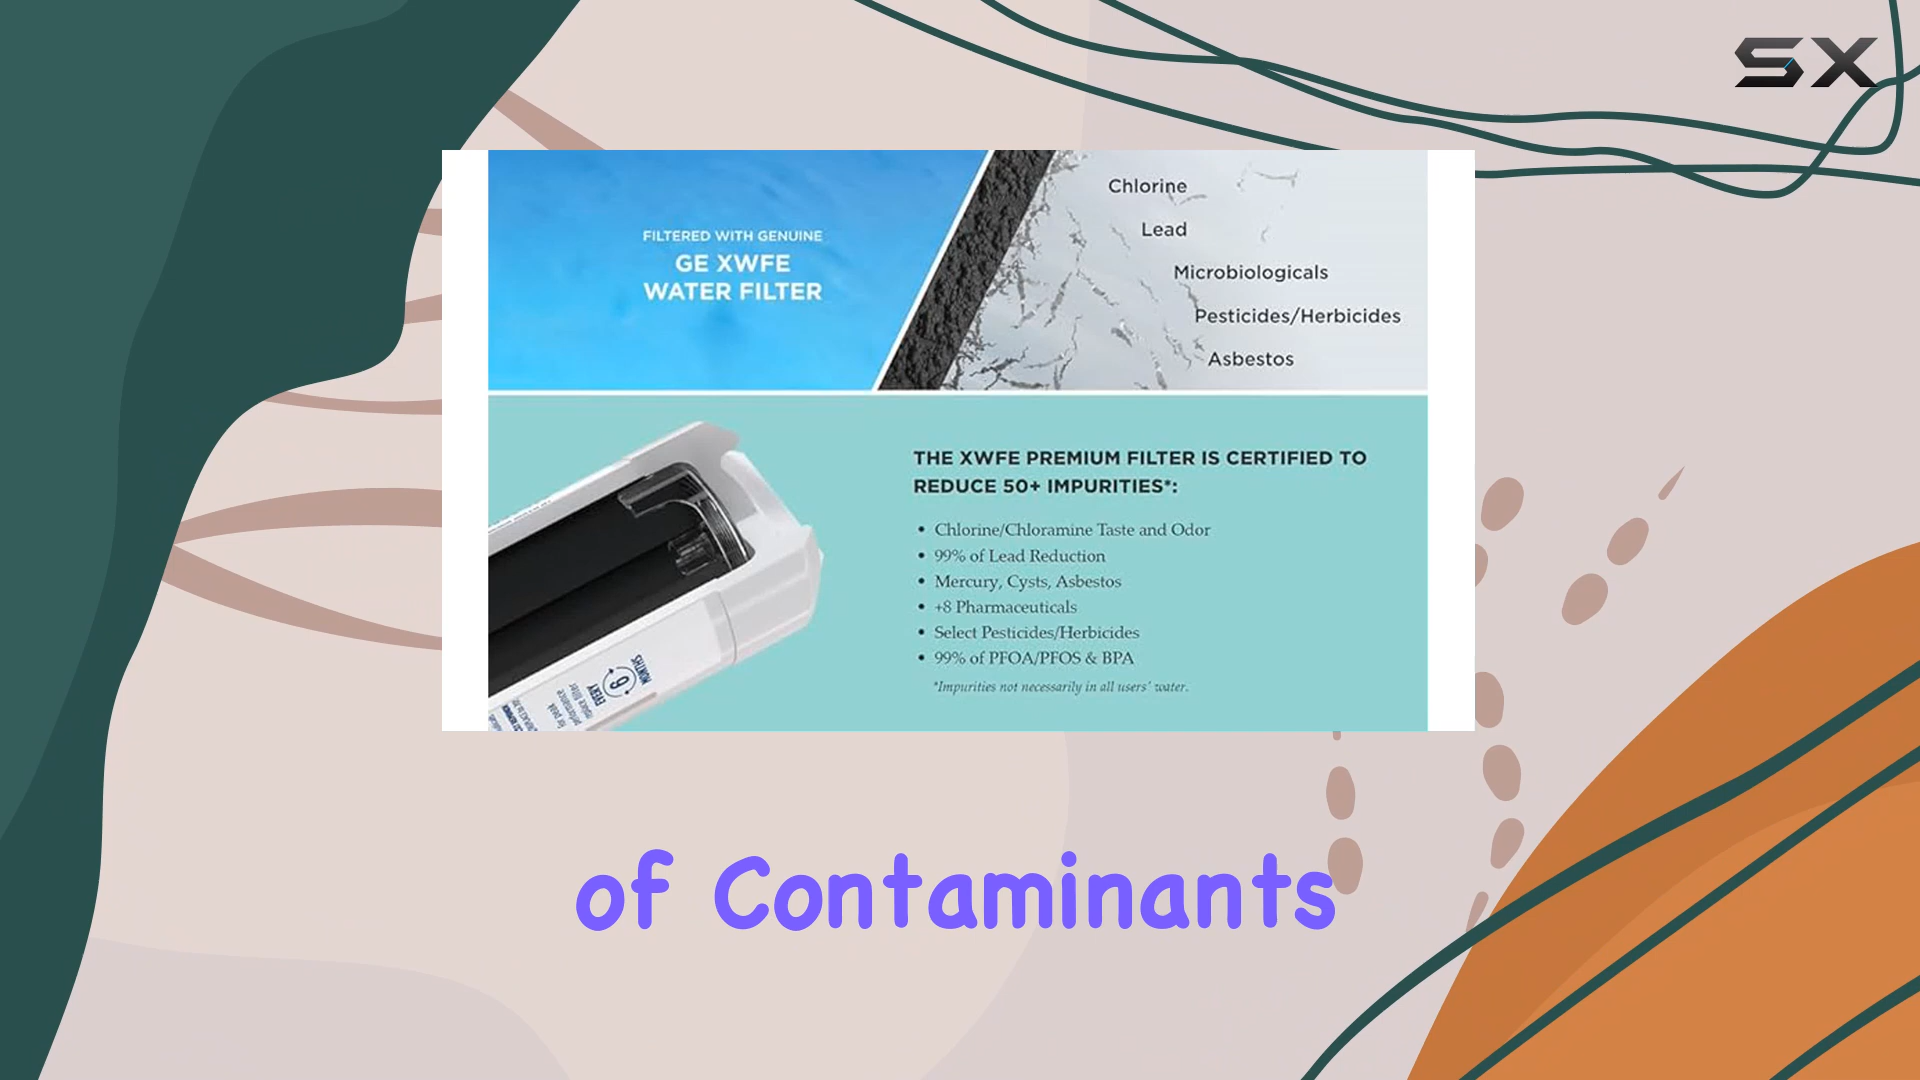 SX
FILTERED WITH GENUINE
GE XWFE
WATER FILTER
Chlorine
Lead
Microbiologicals
Pesticides/Herbicides
Asbestos
THE XWFE PREMIUM FILTER IS CERTIFIED TO
REDUCE 50+ IMPURITIES*:
• Chlorine/Chloramine Taste and Odor
• 99% of Lead Reduction
• Mercury, Cysts, Asbestos
• +8 Pharmaceuticals
• Select Pesticides/Herbicides
• 99% of PFOA/PFOS & BPA
*Impurities not necessarily in all users' water.
EVERY
6
MONTHS
for peak
of Contaminants